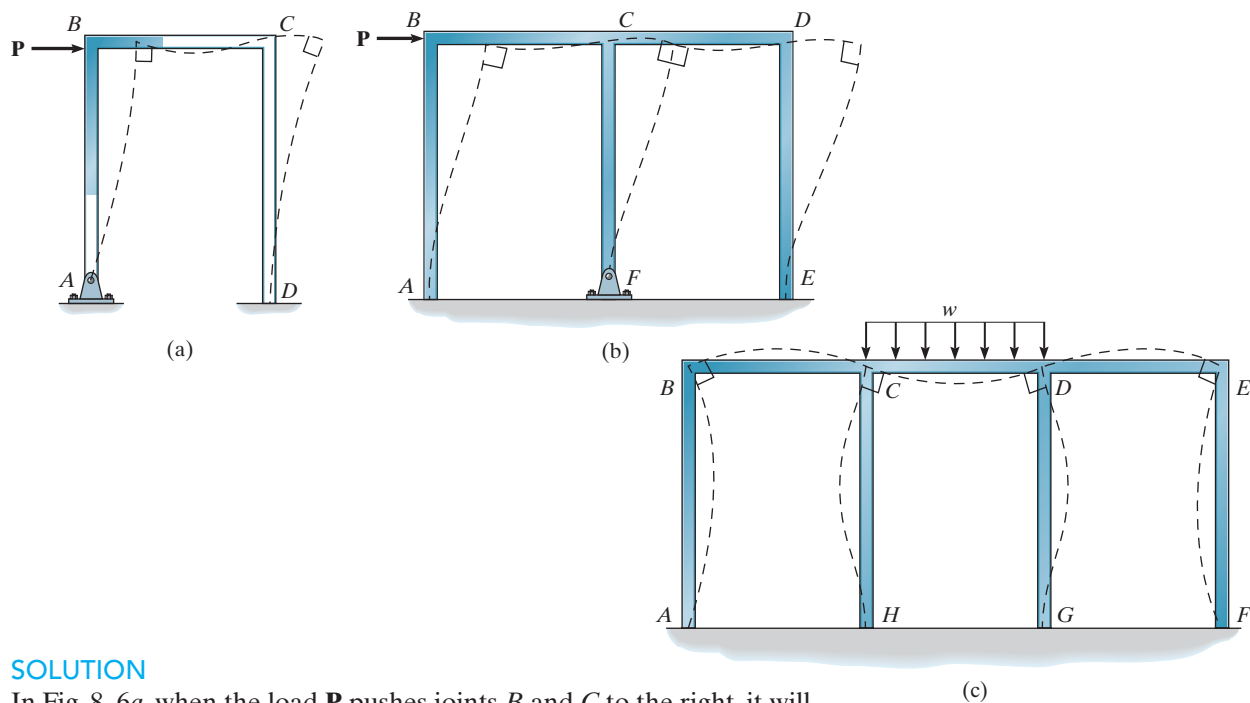 B
C
P
A
D
(a)
B
C
D
P
A
F
E
(b)
w
B
C
D
E
A
H
G
F
(c)
SOLUTION
In Fig. 8–6a, when the load P pushes joints B and C to the right, it will